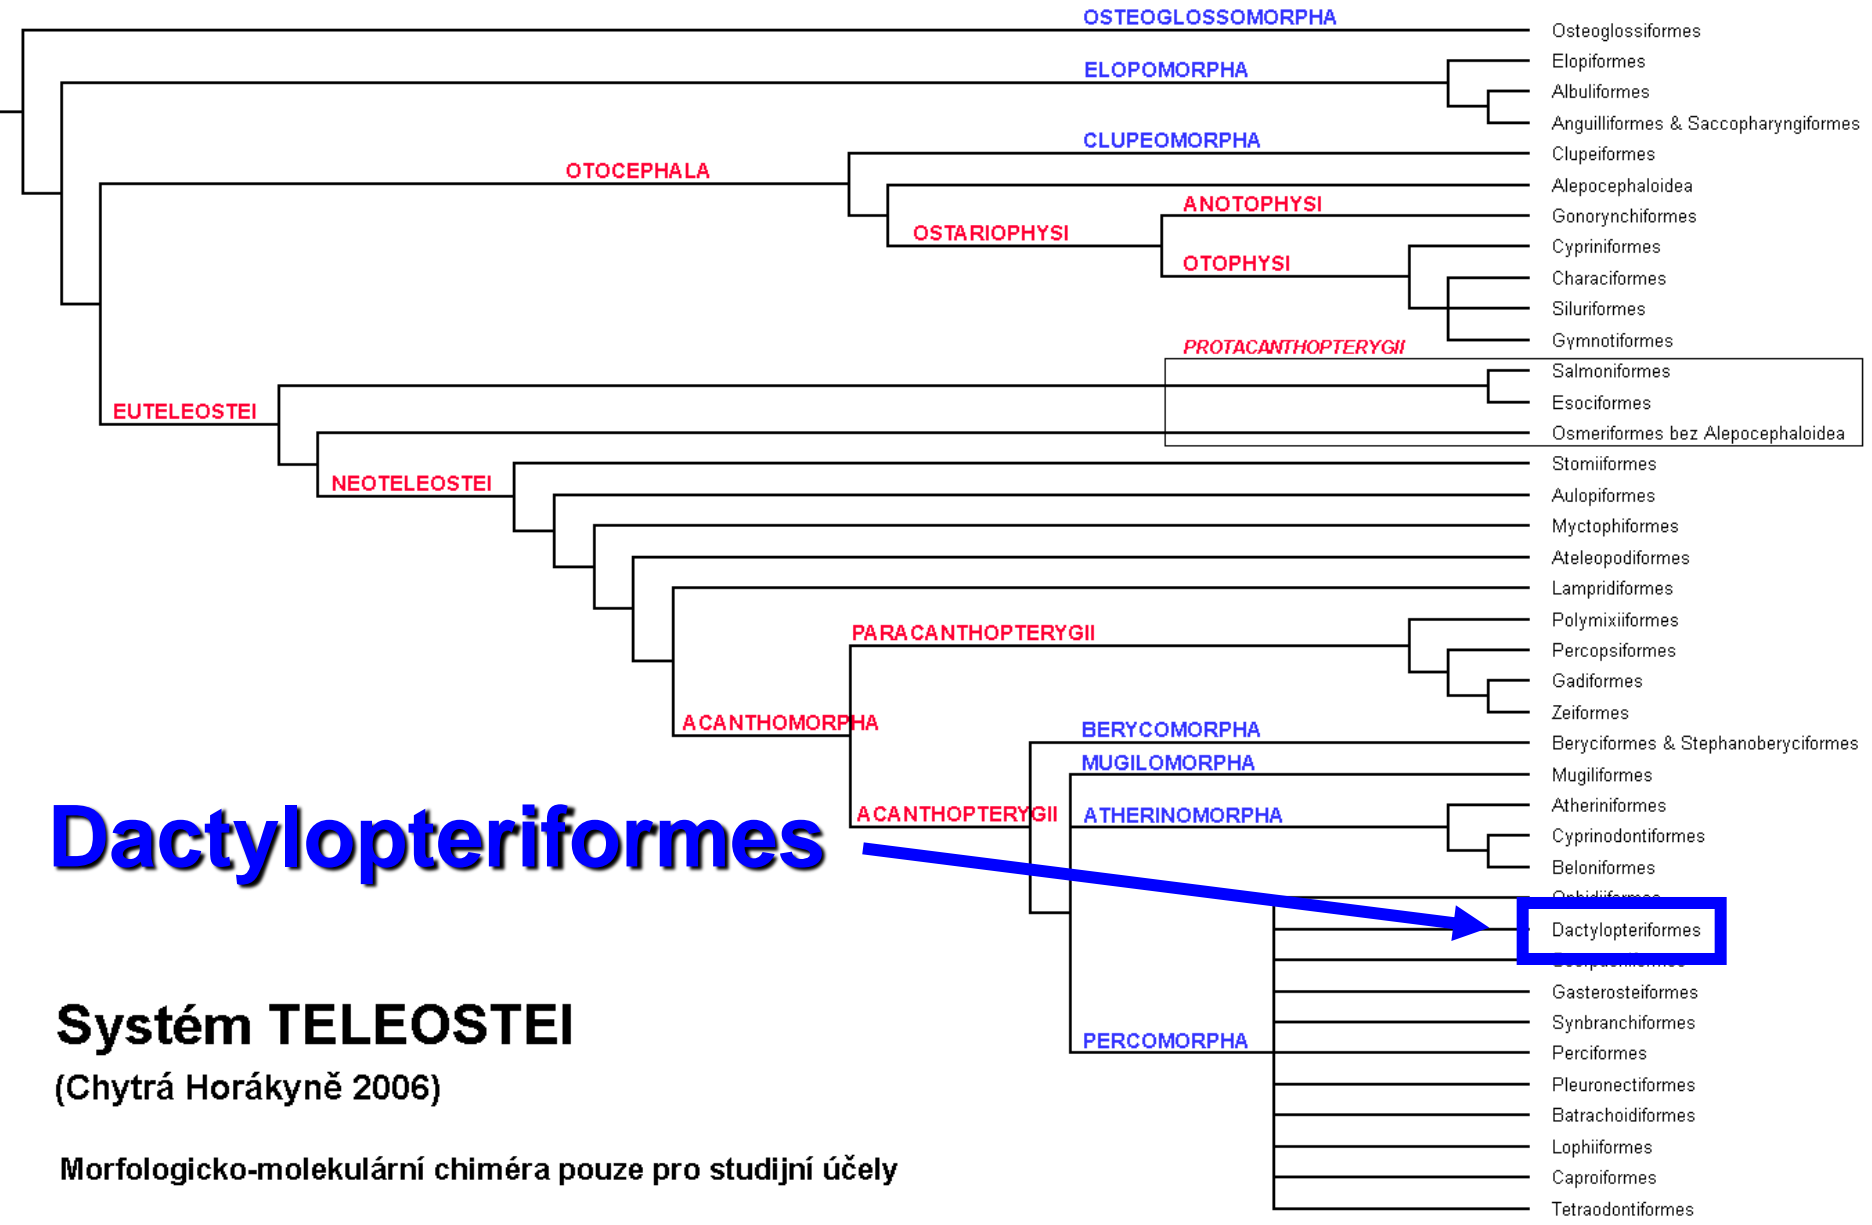 OSTEOGLOSSOMORPHA
Osteoglossiformes
Elopiformes
ELOPOMORPHA
Albuliformes
Anguilliformes & Saccopharyngiformes
CLUPEOMORPHA
Clupeiformes
OTOCEPHALA
Alepocephaloidea
ANOTOPHYSI
Gonorynchiformes
OSTARIOPHYSI
Cypriniformes
OTOPHYSI
Characiformes
Siluriformes
Gymnotiformes
PROTACANTHOPTERYGII
Salmoniformes
Esociformes
EUTELEOSTEI
Osmeriformes bez Alepocephaloidea
Stomiiformes
NEOTELEOSTEI
Aulopiformes
Myctophiformes
Ateleopodiformes
Lampridiformes
Polymixiiformes
PARACANTHOPTERYGII
Percopsiformes
Gadiformes
Zeiformes
ACANTHOMORPHA
BERYCOMORPHA
Beryciformes & Stephanoberyciformes
MUGILOMORPHA
Mugiliformes
Atheriniformes
ACANTHOPTERYGII
ATHERINOMORPHA
Cyprinodontiformes
Dactylopteriformes
Beloniformes
Dactylopteriformes
Gasterosteiformes
Synbranchiformes
PERCOMORPHA
Perciformes
Pleuronectiformes
Batrachoidiformes
Lophiiformes
Caproiformes
Tetraodontiformes
Systém TELEOSTEI
(Chytrá Horákyně 2006)
Morfologicko-molekulární chiméra pouze pro studijní účely